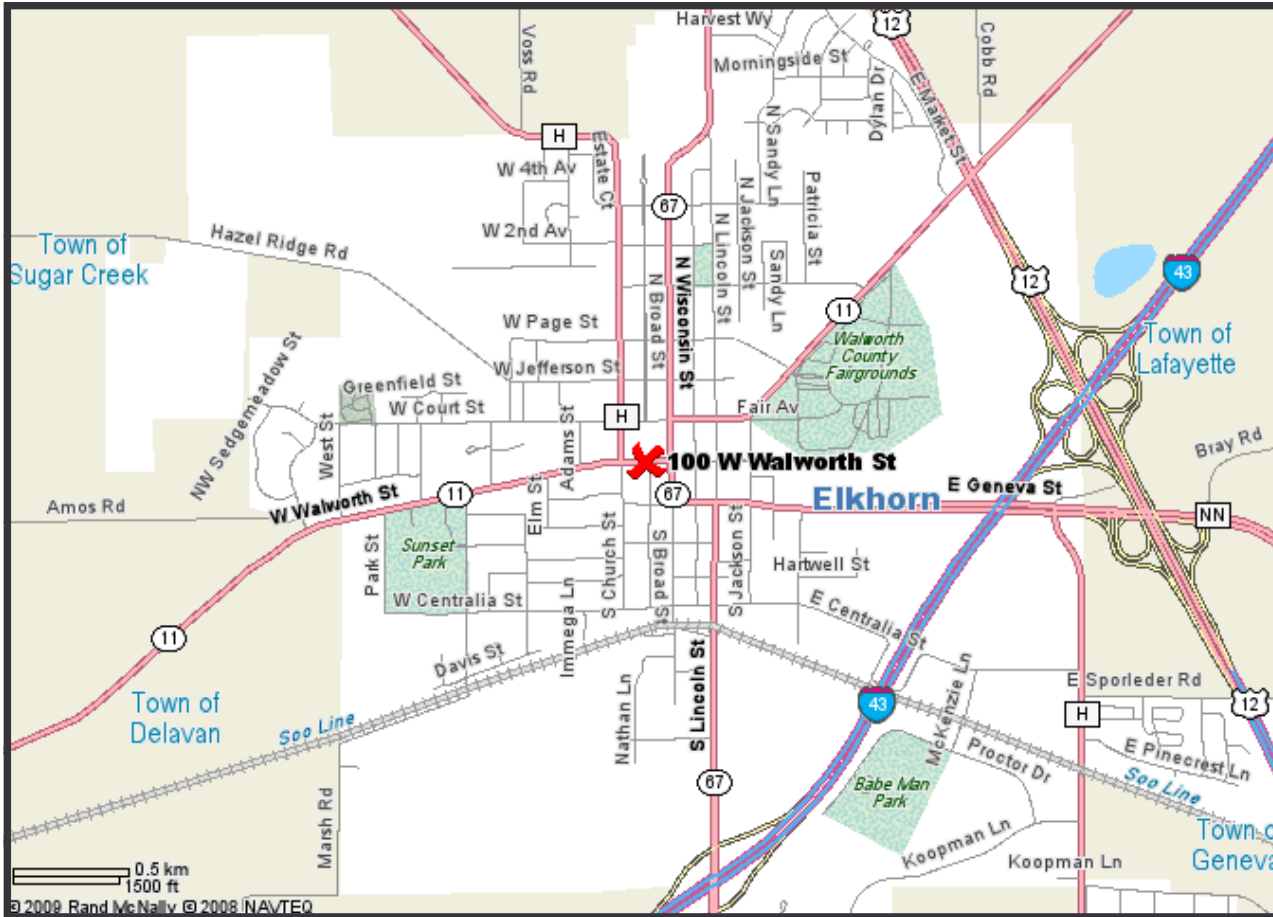 Harvest Wy
12
Voss Rd
Cobb Rd
Morningside St
Dylan Dr
E Market St
H
Estate Ct
N Sandy Ln
W 4th Av
67
N Jackson St
Patricia St
N Lincoln St
W 2nd Av
Hazel Ridge Rd
Town of
Sugar Creek
Sandy Ln
12
43
N Broad St
N Wisconsin St
11
W Page St
Walworth
County
Fairgrounds
Town of
Lafayette
W Jefferson St
NW Sedgemeadow St
Greenfield St
W Court St
Fair Av
H
West St
Adams St
100 W Walworth St
Bray Rd
Amos Rd
W Walworth St
11
67
Elkhorn
E Geneva St
NN
Elm St
Sunset
Park
Park St
S Church St
S Broad St
S Jackson St
Hartwell St
W Centralia St
Immega Ln
E Centralia St
11
Davis St
Town of
Delavan
Soo Line
Nathan Ln
S Lincoln St
43
McKenzie Ln
E Sporleder Rd
12
H
E Pinecrest Ln
Proctor Dr
Soo Line
67
Babe Man
Park
Marsh Rd
Koopman Ln
Koopman Ln
Town o
Geneva
0.5 km
1500 ft
© 2009 Rand McNally © 2008 NAVTEQ